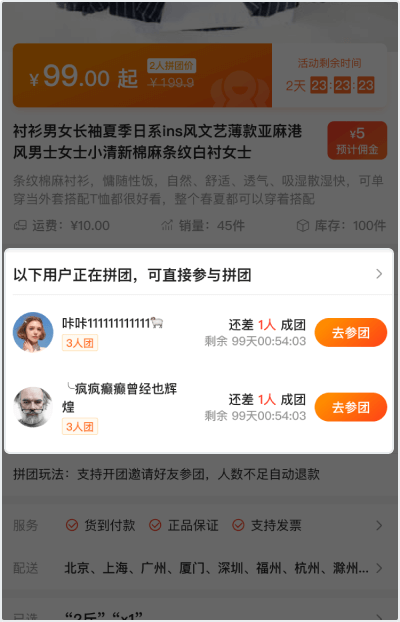 ¥99.00 起 2人拼团价 ¥199.9
活动剩余时间
2天 23:23:23
衬衫男女长袖夏季日系ins风文艺薄款亚麻港
风男士女士小清新棉麻条纹白衬女士
¥5
预计佣金
条纹棉麻衬衫,慵随性饭,自然、舒适、透气、吸湿散湿快,可单
穿当外套搭配T恤都很好看,整个春夏都可以穿着搭配
运费:¥10.00 销量:45件 库存:100件
以下用户正在拼团,可直接参与拼团
咔咔111111111111🐑
3人团
还差 1人 成团
剩余 99天00:54:03
去参团
╰疯疯癫癫曾经也辉
煌
3人团
还差 1人 成团
剩余 99天00:54:03
去参团
拼团玩法:支持开团邀请好友参团,人数不足自动退款
服务 货到付款 正品保证 支持发票
配送 北京、上海、广州、厦门、深圳、福州、杭州、滁州...
已选 “2斤”“x1”